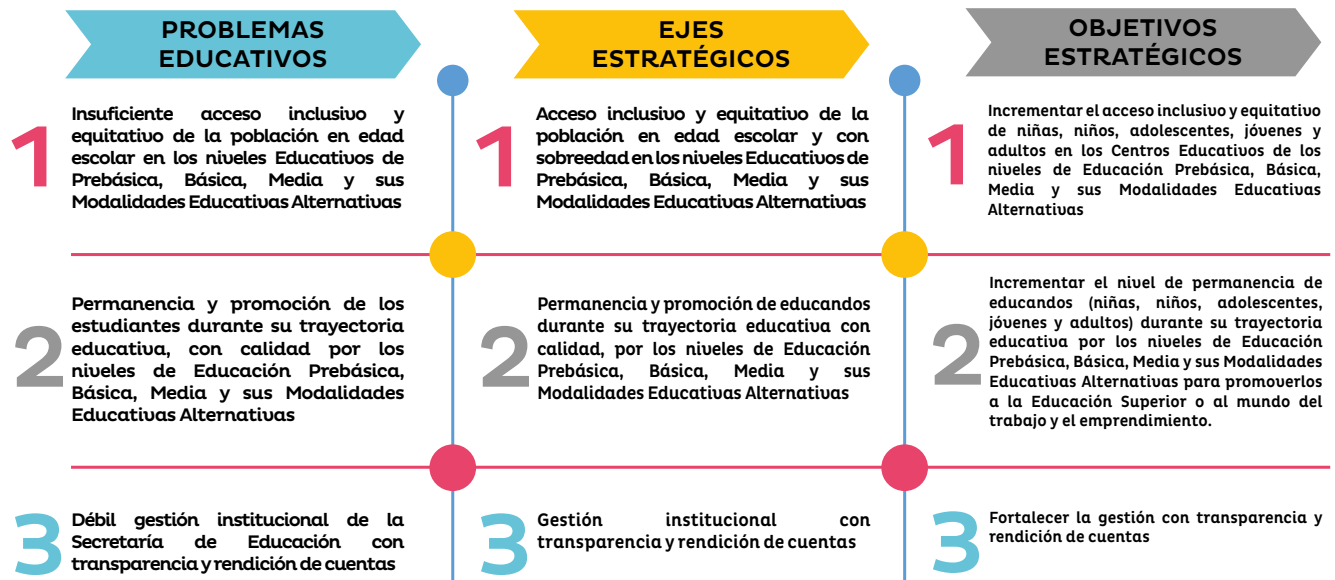 PROBLEMAS
EDUCATIVOS
EJES
ESTRATÉGICOS
OBJETIVOS
ESTRATÉGICOS
1
Insuficiente acceso inclusivo y
equitativo de la población en edad
escolar en los niveles Educativos de
Prebásica, Básica, Media y sus
Modalidades Educativas Alternativas
1
Acceso inclusivo y equitativo de la
población en edad escolar y con
sobreedad en los niveles Educativos de
Prebásica, Básica, Media y sus
Modalidades Educativas Alternativas
1
Incrementar el acceso inclusivo y equitativo
de niñas, niños, adolescentes, jóvenes y
adultos en los Centros Educativos de los
niveles de Educación Prebásica, Básica,
Media y sus Modalidades Educativas
Alternativas
2
Permanencia y promoción de los
estudiantes durante su trayectoria
educativa, con calidad por los
niveles de Educación Prebásica,
Básica, Media y sus Modalidades
Educativas Alternativas
2
Permanencia y promoción de educandos
durante su trayectoria educativa con
calidad, por los niveles de Educación
Prebásica, Básica, Media y sus
Modalidades Educativas Alternativas
2
Incrementar el nivel de permanencia de
educandos (niñas, niños, adolescentes,
jóvenes y adultos) durante su trayectoria
educativa por los niveles de Educación
Prebásica, Básica, Media y sus Modalidades
Educativas Alternativas para promoverlos
a la Educación Superior o al mundo del
trabajo y el emprendimiento.
3
Débil gestión institucional de la
Secretaría de Educación con
transparencia y rendición de cuentas
3
Gestión institucional con
transparencia y rendición de cuentas
3
Fortalecer la gestión con transparencia y
rendición de cuentas